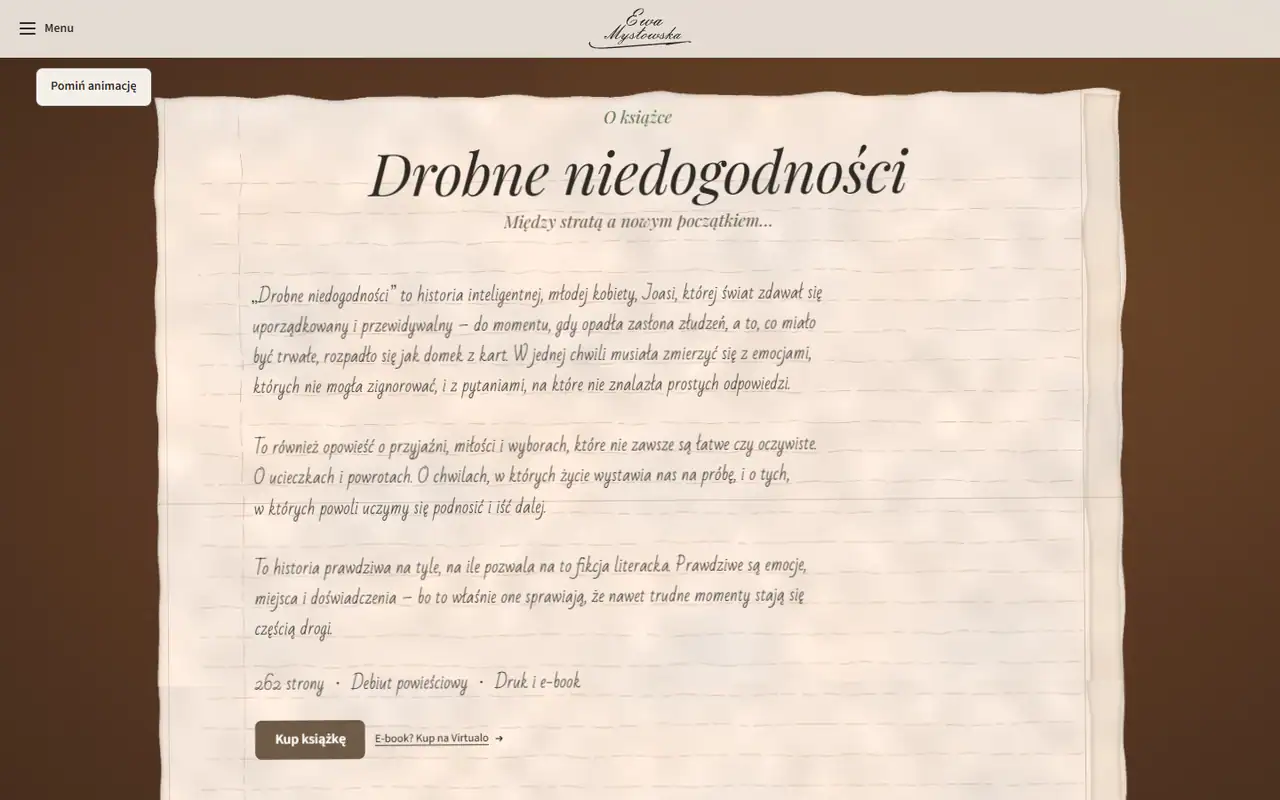 Menu
Ewa
Mysłowska
Pomiń animację
O książce
Drobne niedogodności
Między stratą a nowym początkiem...
„Drobne niedogodności” to historia inteligentnej, młodej kobiety, Joasi, której świat zdawał się
uporządkowany i przewidywalny – do momentu, gdy opadła zasłona złudzeń, a to, co miało
być trwałe, rozpadło się jak domek z kart. W jednej chwili musiała zmierzyć się z emocjami,
których nie mogła zignorować, i z pytaniami, na które nie znalazła prostych odpowiedzi.
To również opowieść o przyjaźni, miłości i wyborach, które nie zawsze są łatwe czy oczywiste.
O ucieczkach i powrotach. O chwilach, w których życie wystawia nas na próbę, i o tych,
w których powoli uczymy się podnosić i iść dalej.
To historia prawdziwa na tyle, na ile pozwala na to fikcja literacka. Prawdziwe są emocje,
miejsca i doświadczenia – bo to właśnie one sprawiają, że nawet trudne momenty stają się
częścią drogi.
262 strony · Debiut powieściowy · Druk i e-book
Kup książkę
E-book? Kup na Virtualo →